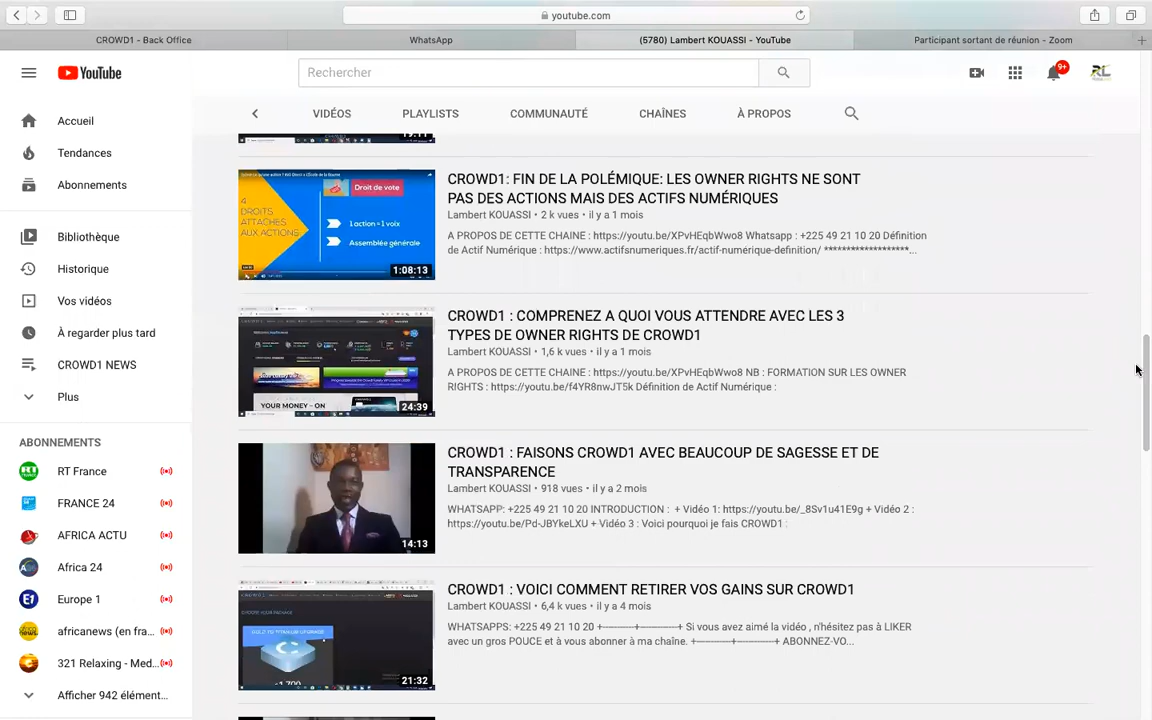 youtube.com
CROWD1 - Back Office
WhatsApp
(5780) Lambert KOUASSI - YouTube
Participant sortant de réunion - Zoom
YouTube
Rechercher
9+
RL
VIDÉOS
PLAYLISTS
COMMUNAUTÉ
CHAÎNES
À PROPOS
Accueil
Tendances
Abonnements
Bibliothèque
Historique
Vos vidéos
À regarder plus tard
CROWD1 NEWS
Plus
ABONNEMENTS
RT France
FRANCE 24
AFRICA ACTU
Africa 24
Europe 1
africanews (en fra...
321 Relaxing - Med...
Afficher 942 élément...
Droit de vote
4
DROITS
ATTACHÉS
AUX ACTIONS
1 action = 1 voix
Assemblée générale
1:08:13
CROWD1: FIN DE LA POLÉMIQUE: LES OWNER RIGHTS NE SONT
PAS DES ACTIONS MAIS DES ACTIFS NUMÉRIQUES
Lambert KOUASSI • 2 k vues • il y a 1 mois
A PROPOS DE CETTE CHAINE : https://youtu.be/XPvHEqbWwo8 Whatsapp : +225 49 21 10 20 Définition
de Actif Numérique : https://www.actifsnumeriques.fr/actif-numerique-definition/ *******************...
YOUR MONEY – ON
24:39
CROWD1 : COMPRENEZ A QUOI VOUS ATTENDRE AVEC LES 3
TYPES DE OWNER RIGHTS DE CROWD1
Lambert KOUASSI • 1,6 k vues • il y a 1 mois
A PROPOS DE CETTE CHAINE : https://youtu.be/XPvHEqbWwo8 NB : FORMATION SUR LES OWNER
RIGHTS : https://youtu.be/f4YR8nwJT5k Définition de Actif Numérique :
14:13
CROWD1 : FAISONS CROWD1 AVEC BEAUCOUP DE SAGESSE ET DE
TRANSPARENCE
Lambert KOUASSI • 918 vues • il y a 2 mois
WHATSAPP: +225 49 21 10 20 INTRODUCTION : + Vidéo 1: https://youtu.be/_8Sv1u41E9g + Vidéo 2 :
https://youtu.be/Pd-JBYkeLXU + Vidéo 3 : Voici pourquoi je fais CROWD1 :
21:32
CROWD1 : VOICI COMMENT RETIRER VOS GAINS SUR CROWD1
Lambert KOUASSI • 6,4 k vues • il y a 4 mois
WHATSAPPS: +225 49 21 10 20 +----------+----------+ Si vous avez aimé la vidéo , n'hésitez pas à LIKER
avec un gros POUCE et à vous abonner à ma chaîne. +----------+----------+ ABONNEZ-VO...